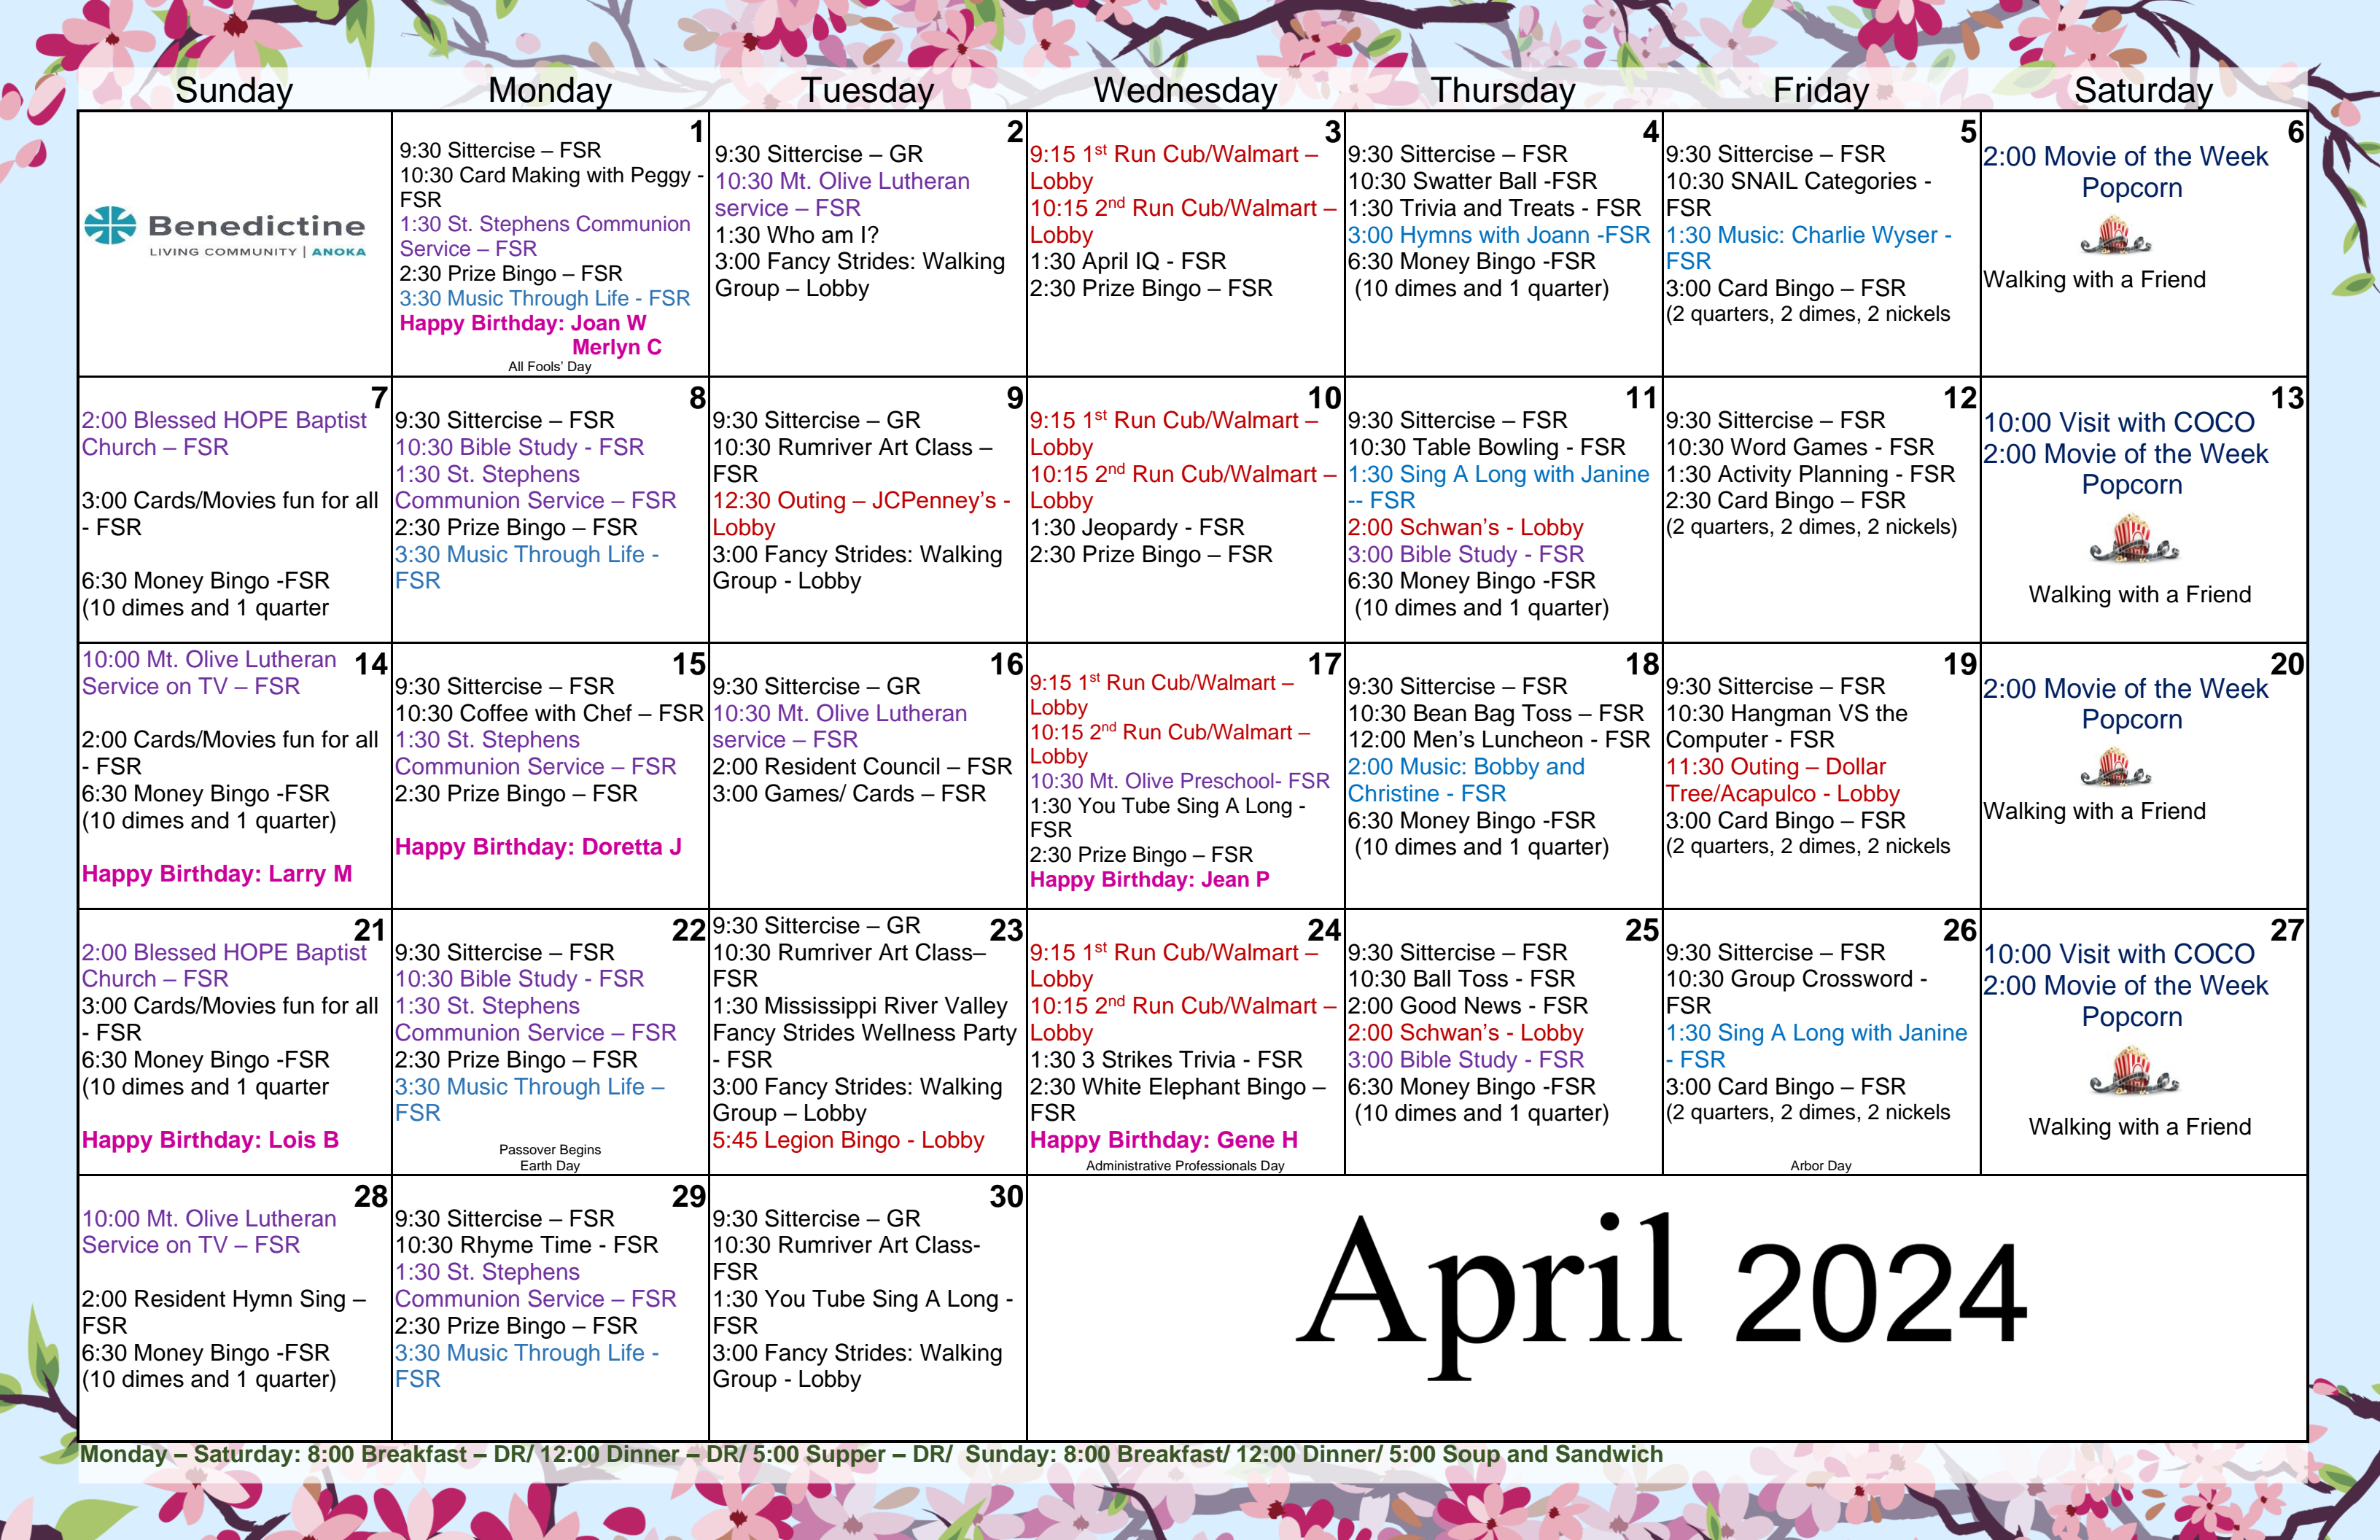 Sunday Monday Tuesday Wednesday Thursday Friday Saturday
Benedictine
LIVING COMMUNITY | ANOKA
1
9:30 Sittercise – FSR
10:30 Card Making with Peggy -
FSR
1:30 St. Stephens Communion
Service – FSR
2:30 Prize Bingo – FSR
3:30 Music Through Life - FSR
Happy Birthday: Joan W
Merlyn C
All Fools' Day
2
9:30 Sittercise – GR
10:30 Mt. Olive Lutheran
service – FSR
1:30 Who am I?
3:00 Fancy Strides: Walking
Group – Lobby
3
9:15 1st Run Cub/Walmart –
Lobby
10:15 2nd Run Cub/Walmart –
Lobby
1:30 April IQ - FSR
2:30 Prize Bingo – FSR
4
9:30 Sittercise – FSR
10:30 Swatter Ball -FSR
1:30 Trivia and Treats - FSR
3:00 Hymns with Joann -FSR
6:30 Money Bingo -FSR
(10 dimes and 1 quarter)
5
9:30 Sittercise – FSR
10:30 SNAIL Categories -
FSR
1:30 Music: Charlie Wyser -
FSR
3:00 Card Bingo – FSR
(2 quarters, 2 dimes, 2 nickels
6
2:00 Movie of the Week
Popcorn
Walking with a Friend
7
2:00 Blessed HOPE Baptist
Church – FSR
3:00 Cards/Movies fun for all
- FSR
6:30 Money Bingo -FSR
(10 dimes and 1 quarter
8
9:30 Sittercise – FSR
10:30 Bible Study - FSR
1:30 St. Stephens
Communion Service – FSR
2:30 Prize Bingo – FSR
3:30 Music Through Life -
FSR
9
9:30 Sittercise – GR
10:30 Rumriver Art Class –
FSR
12:30 Outing – JCPenney's -
Lobby
3:00 Fancy Strides: Walking
Group - Lobby
10
9:15 1st Run Cub/Walmart –
Lobby
10:15 2nd Run Cub/Walmart –
Lobby
1:30 Jeopardy - FSR
2:30 Prize Bingo – FSR
11
9:30 Sittercise – FSR
10:30 Table Bowling - FSR
1:30 Sing A Long with Janine
-- FSR
2:00 Schwan's - Lobby
3:00 Bible Study - FSR
6:30 Money Bingo -FSR
(10 dimes and 1 quarter)
12
9:30 Sittercise – FSR
10:30 Word Games - FSR
1:30 Activity Planning - FSR
2:30 Card Bingo – FSR
(2 quarters, 2 dimes, 2 nickels)
13
10:00 Visit with COCO
2:00 Movie of the Week
Popcorn
Walking with a Friend
14
10:00 Mt. Olive Lutheran
Service on TV – FSR
2:00 Cards/Movies fun for all
- FSR
6:30 Money Bingo -FSR
(10 dimes and 1 quarter)
Happy Birthday: Larry M
15
9:30 Sittercise – FSR
10:30 Coffee with Chef – FSR
1:30 St. Stephens
Communion Service – FSR
2:30 Prize Bingo – FSR
Happy Birthday: Doretta J
16
9:30 Sittercise – GR
10:30 Mt. Olive Lutheran
service – FSR
2:00 Resident Council – FSR
3:00 Games/ Cards – FSR
17
9:15 1st Run Cub/Walmart –
Lobby
10:15 2nd Run Cub/Walmart –
Lobby
10:30 Mt. Olive Preschool- FSR
1:30 You Tube Sing A Long -
FSR
2:30 Prize Bingo – FSR
Happy Birthday: Jean P
18
9:30 Sittercise – FSR
10:30 Bean Bag Toss – FSR
12:00 Men's Luncheon - FSR
2:00 Music: Bobby and
Christine - FSR
6:30 Money Bingo -FSR
(10 dimes and 1 quarter)
19
9:30 Sittercise – FSR
10:30 Hangman VS the
Computer - FSR
11:30 Outing – Dollar
Tree/Acapulco - Lobby
3:00 Card Bingo – FSR
(2 quarters, 2 dimes, 2 nickels
20
2:00 Movie of the Week
Popcorn
Walking with a Friend
21
2:00 Blessed HOPE Baptist
Church – FSR
3:00 Cards/Movies fun for all
- FSR
6:30 Money Bingo -FSR
(10 dimes and 1 quarter
Happy Birthday: Lois B
22
9:30 Sittercise – FSR
10:30 Bible Study - FSR
1:30 St. Stephens
Communion Service – FSR
2:30 Prize Bingo – FSR
3:30 Music Through Life –
FSR
Passover Begins
Earth Day
23
9:30 Sittercise – GR
10:30 Rumriver Art Class–
FSR
1:30 Mississippi River Valley
Fancy Strides Wellness Party
- FSR
3:00 Fancy Strides: Walking
Group – Lobby
5:45 Legion Bingo - Lobby
24
9:15 1st Run Cub/Walmart –
Lobby
10:15 2nd Run Cub/Walmart –
Lobby
1:30 3 Strikes Trivia - FSR
2:30 White Elephant Bingo –
FSR
Happy Birthday: Gene H
Administrative Professionals Day
25
9:30 Sittercise – FSR
10:30 Ball Toss - FSR
2:00 Good News - FSR
2:00 Schwan's - Lobby
3:00 Bible Study - FSR
6:30 Money Bingo -FSR
(10 dimes and 1 quarter)
26
9:30 Sittercise – FSR
10:30 Group Crossword -
FSR
1:30 Sing A Long with Janine
- FSR
3:00 Card Bingo – FSR
(2 quarters, 2 dimes, 2 nickels
Arbor Day
27
10:00 Visit with COCO
2:00 Movie of the Week
Popcorn
Walking with a Friend
28
10:00 Mt. Olive Lutheran
Service on TV – FSR
2:00 Resident Hymn Sing –
FSR
6:30 Money Bingo -FSR
(10 dimes and 1 quarter)
29
9:30 Sittercise – FSR
10:30 Rhyme Time - FSR
1:30 St. Stephens
Communion Service – FSR
2:30 Prize Bingo – FSR
3:30 Music Through Life -
FSR
30
9:30 Sittercise – GR
10:30 Rumriver Art Class-
FSR
1:30 You Tube Sing A Long -
FSR
3:00 Fancy Strides: Walking
Group - Lobby
April 2024
Monday – Saturday: 8:00 Breakfast – DR/ 12:00 Dinner – DR/ 5:00 Supper – DR/ Sunday: 8:00 Breakfast/ 12:00 Dinner/ 5:00 Soup and Sandwich